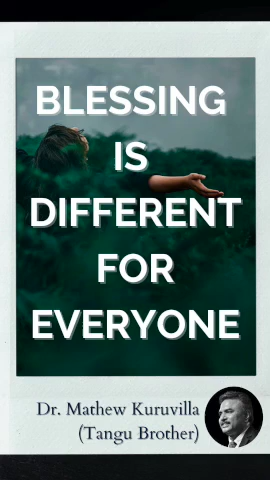 BLESSING
IS
DIFFERENT
FOR
EVERYONE
Dr. Mathew Kuruvilla
(Tangu Brother)